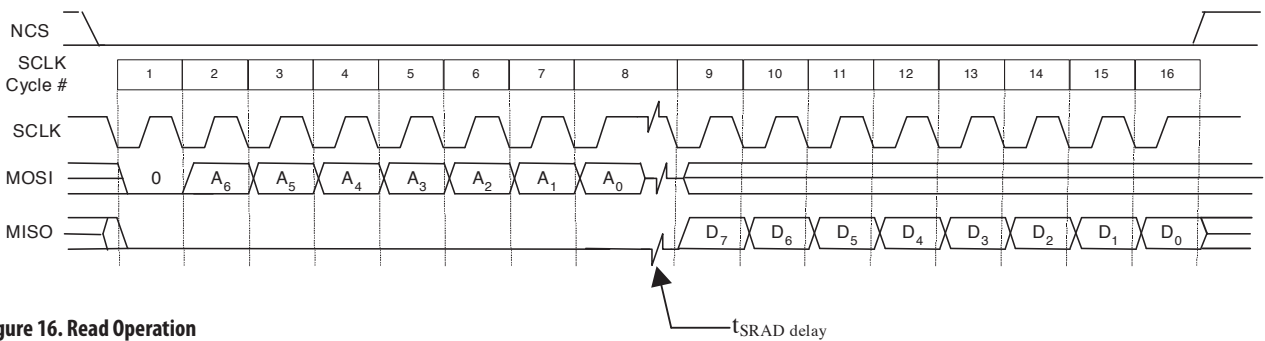 NCS
SCLK
Cycle #
1 2 3 4 5 6 7 8 9 10 11 12 13 14 15 16
SCLK
MOSI 0 A6 A5 A4 A3 A2 A1 A0
MISO D7 D6 D5 D4 D3 D2 D1 D0
tSRAD delay
gure 16. Read Operation